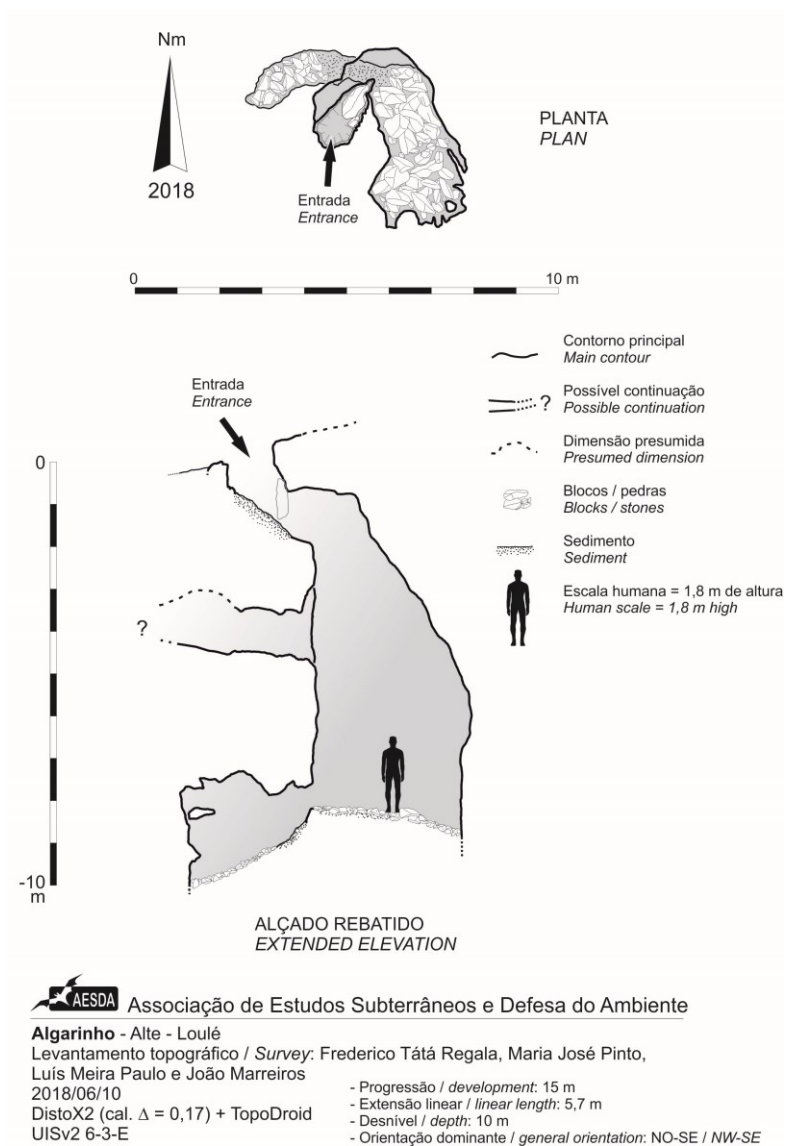 Nm
2018
PLANTA
PLAN
Entrada
Entrance
0
10 m
Contorno principal
Main contour
Possível continuação
Possible continuation
?
Dimensão presumida
Presumed dimension
Blocos / pedras
Blocks / stones
Sedimento
Sediment
Escala humana = 1,8 m de altura
Human scale = 1,8 m high
Entrada
Entrance
0
?
-10
m
ALÇADO REBATIDO
EXTENDED ELEVATION
AESDA Associação de Estudos Subterrâneos e Defesa do Ambiente
Algarinho - Alte - Loulé
Levantamento topográfico / Survey: Frederico Tátá Regala, Maria José Pinto,
Luís Meira Paulo e João Marreiros
2018/06/10
DistoX2 (cal. Δ = 0,17) + TopoDroid
UISv2 6-3-E
- Progressão / development: 15 m
- Extensão linear / linear length: 5,7 m
- Desnível / depth: 10 m
- Orientação dominante / general orientation: NO-SE / NW-SE